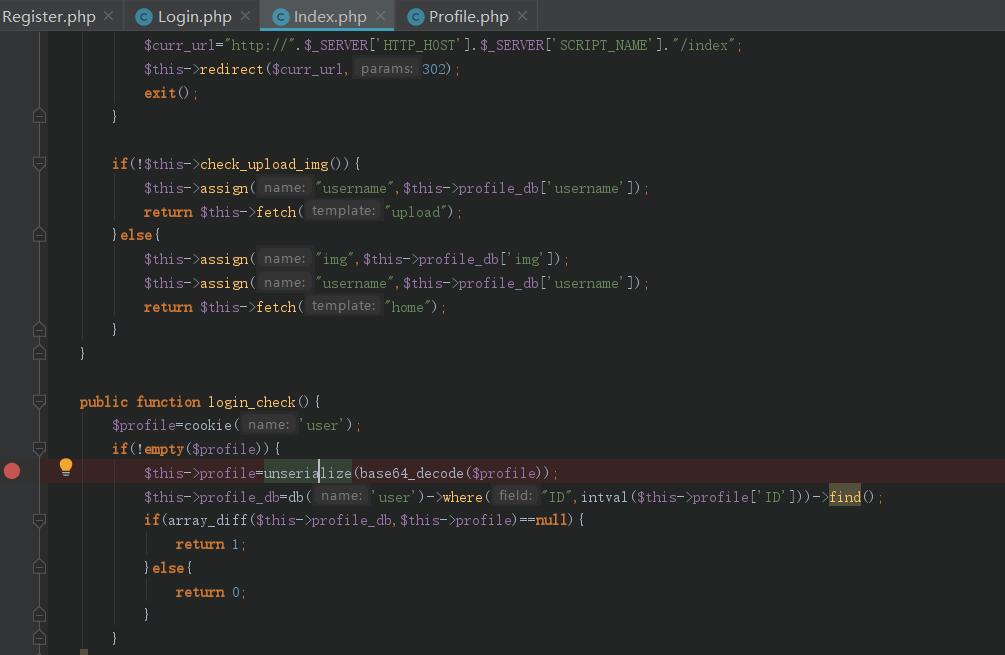 Register.php × Login.php × Index.php × Profile.php ×
$curr_url="http://".$_SERVER['HTTP_HOST'].$_SERVER['SCRIPT_NAME']."/index";
$this->redirect($curr_url, params: 302);
exit();
}
if(!$this->check_upload_img()){
$this->assign( name: "username",$this->profile_db['username']);
return $this->fetch( template: "upload");
}else{
$this->assign( name: "img",$this->profile_db['img']);
$this->assign( name: "username",$this->profile_db['username']);
return $this->fetch( template: "home");
}
}
public function login_check(){
$profile=cookie( name: 'user');
if(!empty($profile)){
$this->profile=unserialize(base64_decode($profile));
$this->profile_db=db( name: 'user')->where( field: "ID",intval($this->profile['ID']))->find();
if(array_diff($this->profile_db,$this->profile)==null){
return 1;
}else{
return 0;
}
}